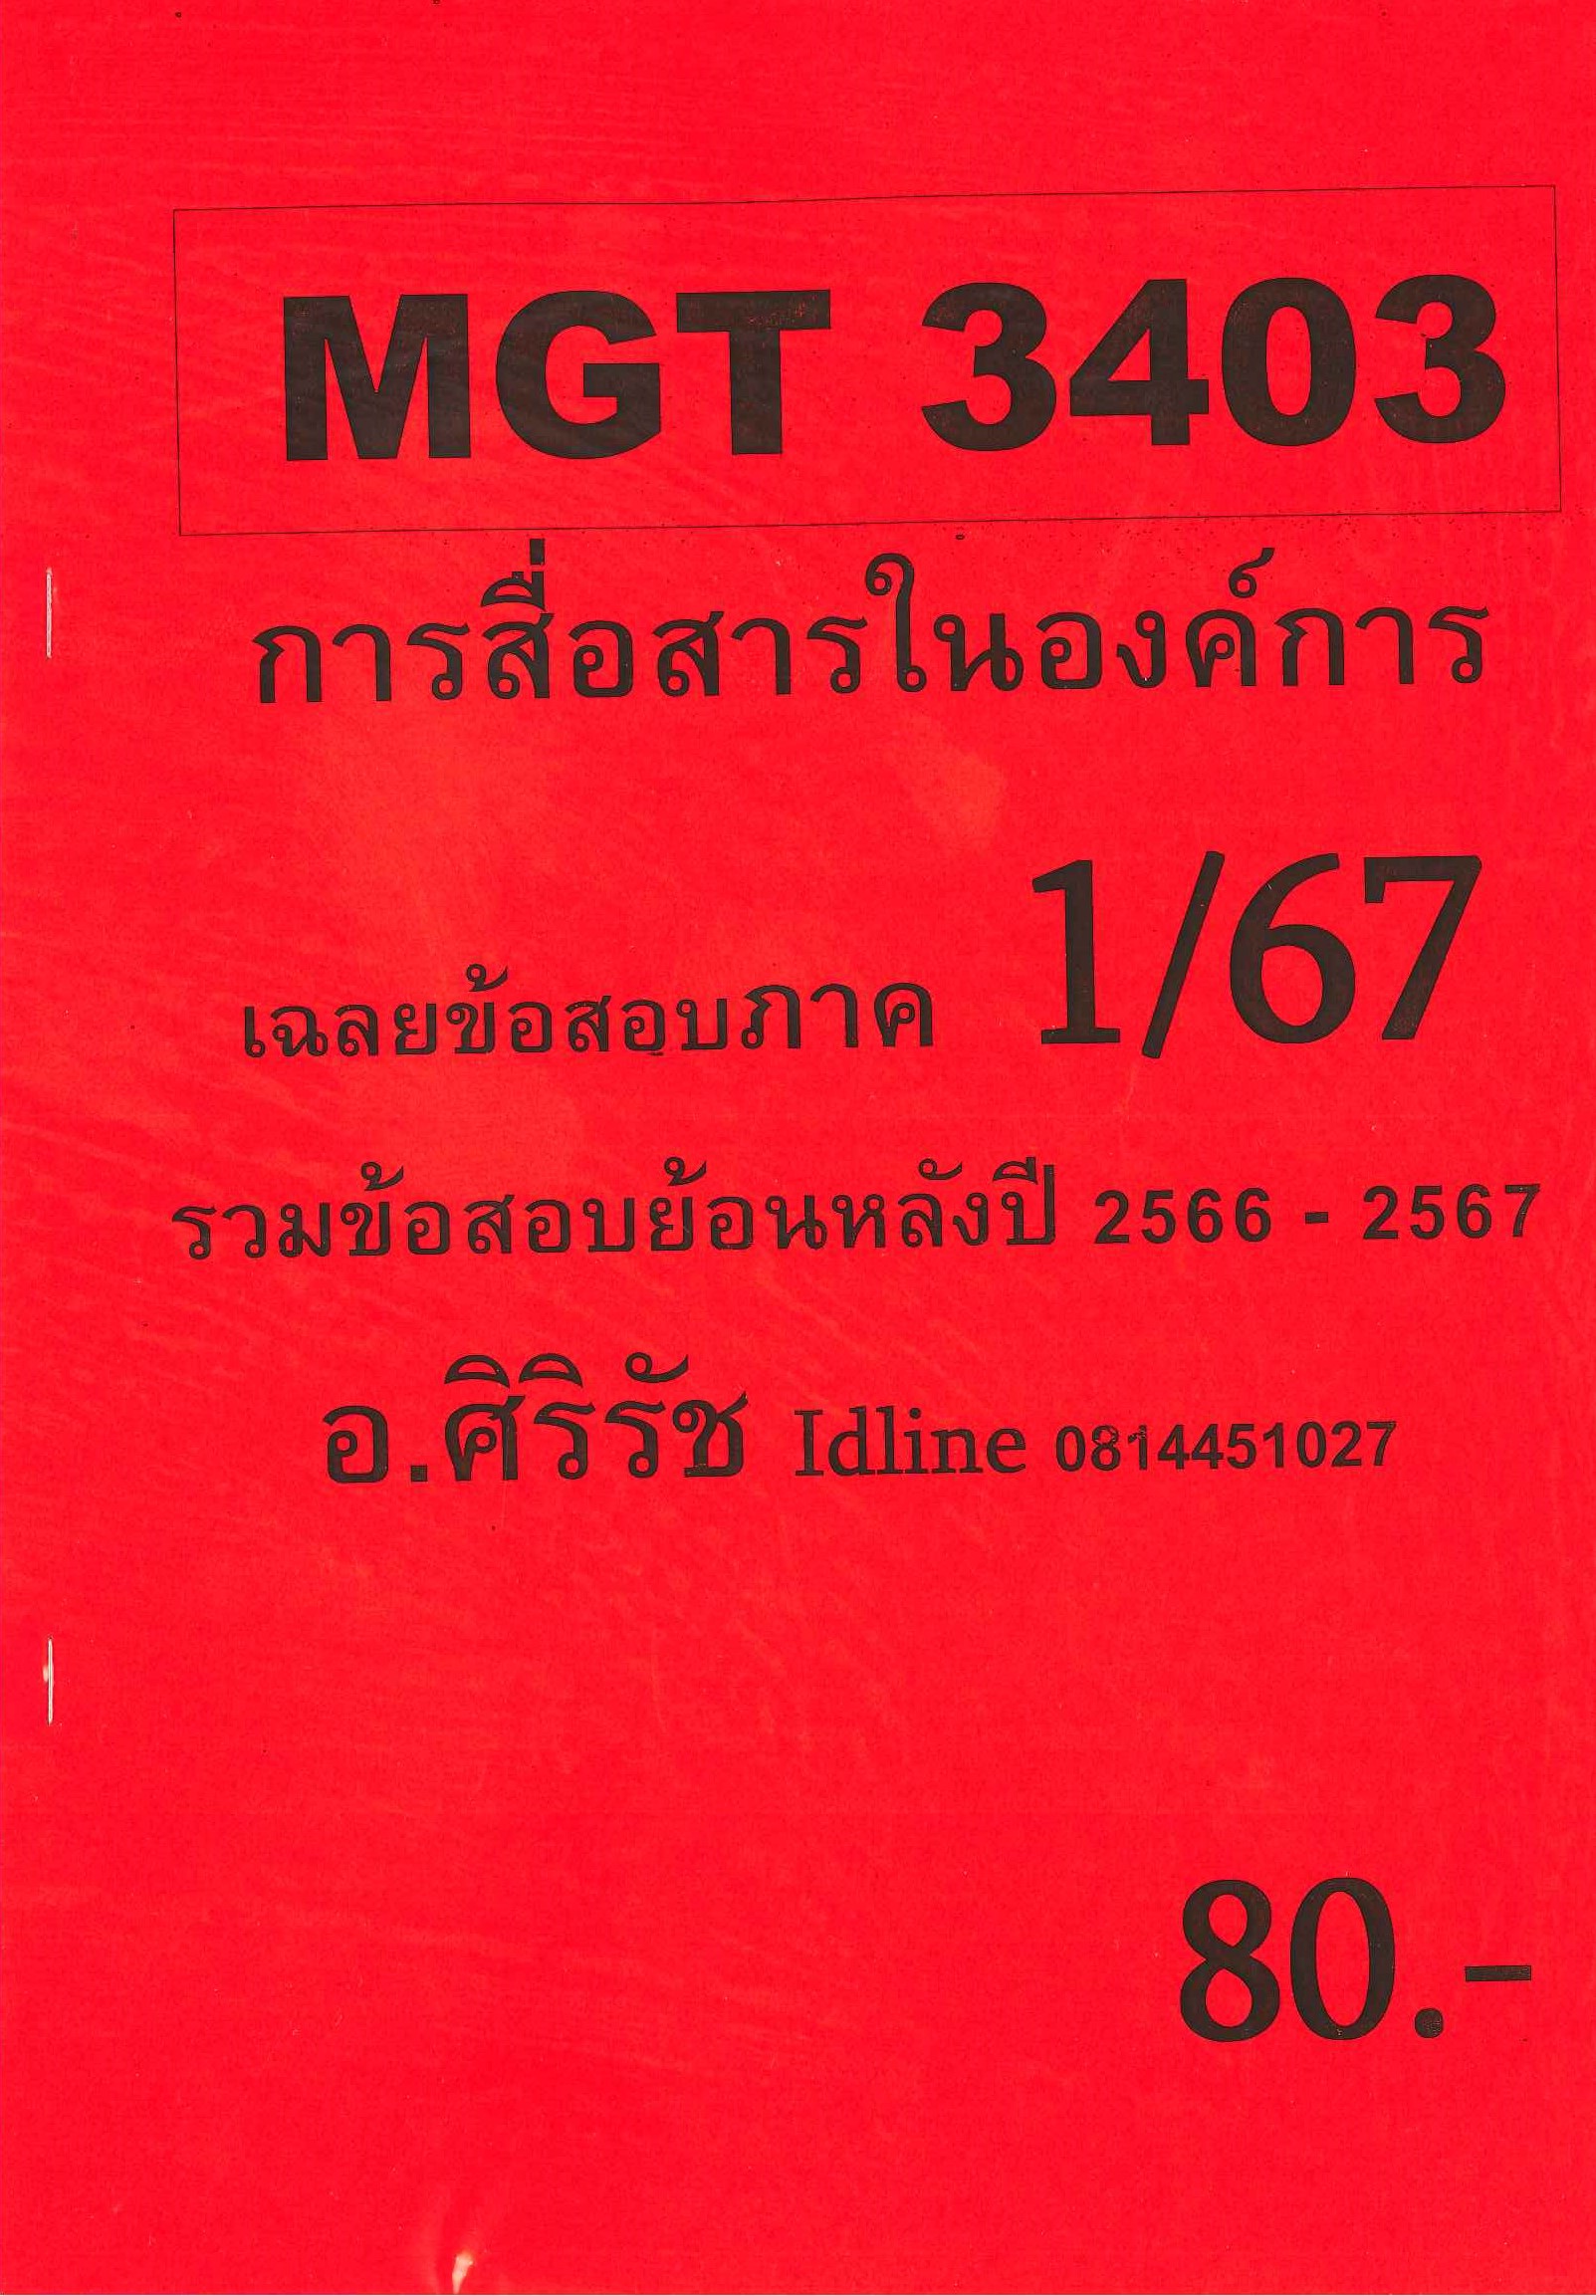 MGT 3403
การสื่อสารในองค์การ
เฉลยข้อสอบภาค 1/67
รวมข้อสอบย้อนหลังปี 2566 - 2567
อ.ศิริรัช Idline 0814451027
80.-